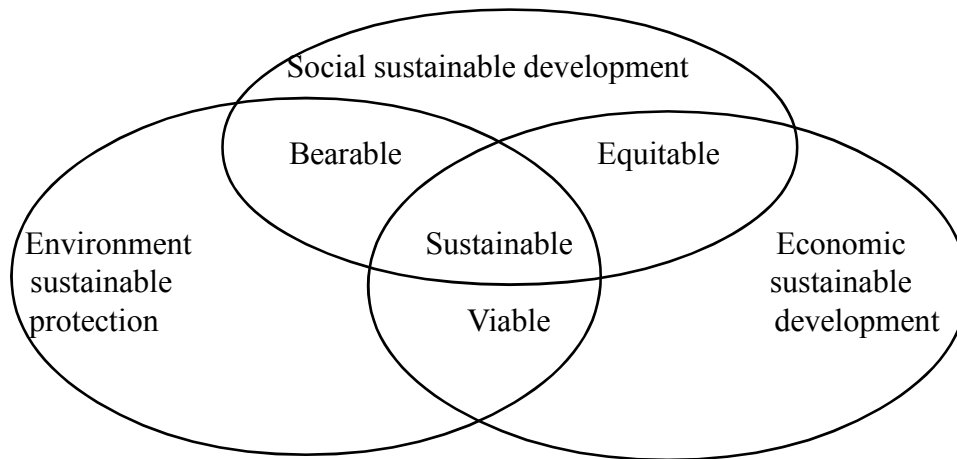 Social sustainable development
Bearable
Equitable
Environment
sustainable
protection
Sustainable
Economic
sustainable
development
Viable